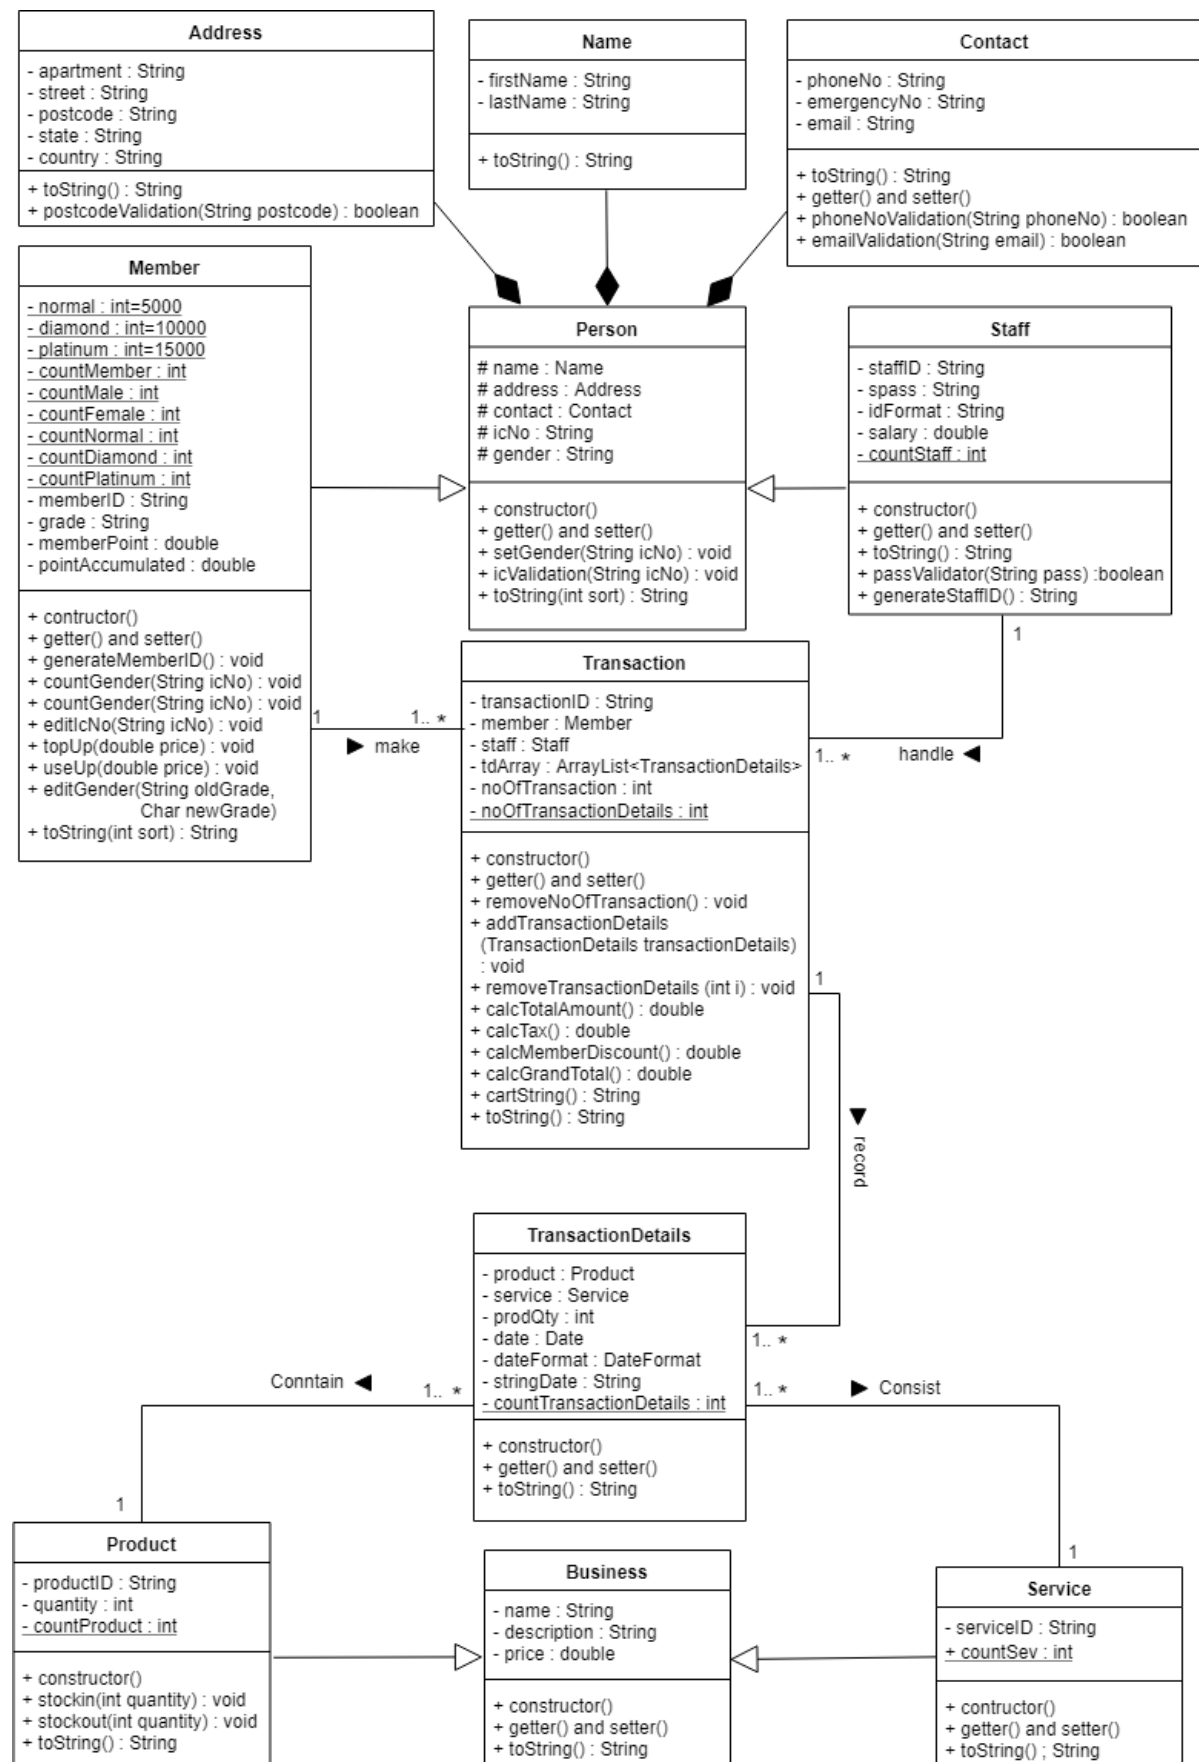 Address
- apartment : String
- street : String
- postcode : String
- state : String
- country : String
+ toString() : String
+ postcodeValidation(String postcode) : boolean
Name
- firstName : String
- lastName : String
+ toString() : String
Contact
- phoneNo : String
- emergencyNo : String
- email : String
+ toString() : String
+ getter() and setter()
+ phoneNoValidation(String phoneNo) : boolean
+ emailValidation(String email) : boolean
Member
- normal : int=5000
- diamond : int=10000
- platinum : int=15000
- countMember : int
- countMale : int
- countFemale : int
- countNormal : int
- countDiamond : int
- countPlatinum : int
- memberID : String
- grade : String
- memberPoint : double
- pointAccumulated : double
+ contructor()
+ getter() and setter()
+ generateMemberID() : void
+ countGender(String icNo) : void
+ countGender(String icNo) : void
+ editIcNo(String icNo) : void
+ topUp(double price) : void
+ useUp(double price) : void
+ editGender(String oldGrade,
Char newGrade)
+ toString(int sort) : String
Person
# name : Name
# address : Address
# contact : Contact
# icNo : String
# gender : String
+ constructor()
+ getter() and setter()
+ setGender(String icNo) : void
+ icValidation(String icNo) : void
+ toString(int sort) : String
Staff
- staffID : String
- spass : String
- idFormat : String
- salary : double
- countStaff : int
+ constructor()
+ getter() and setter()
+ toString() : String
+ passValidator(String pass) :boolean
+ generateStaffID() : String
1
1.. *
▶ make
1
1.. *
handle ◀
Transaction
- transactionID : String
- member : Member
- staff : Staff
- tdArray : ArrayList<TransactionDetails>
- noOfTransaction : int
- noOfTransactionDetails : int
+ constructor()
+ getter() and setter()
+ removeNoOfTransaction() : void
+ addTransactionDetails
(TransactionDetails transactionDetails)
: void
+ removeTransactionDetails (int i) : void
+ calcTotalAmount() : double
+ calcTax() : double
+ calcMemberDiscount() : double
+ calcGrandTotal() : double
+ cartString() : String
+ toString() : String
1
▶ record
1.. *
TransactionDetails
- product : Product
- service : Service
- prodQty : int
- date : Date
- dateFormat : DateFormat
- stringDate : String
- countTransactionDetails : int
+ constructor()
+ getter() and setter()
+ toString() : String
Conntain ◀
1.. *
1
1.. *
▶ Consist
1
Product
- productID : String
- quantity : int
- countProduct : int
+ constructor()
+ stockin(int quantity) : void
+ stockout(int quantity) : void
+ toString() : String
Business
- name : String
- description : String
- price : double
+ constructor()
+ getter() and setter()
+ toString() : String
Service
- serviceID : String
+ countSev : int
+ contructor()
+ getter() and setter()
+ toString() ; String